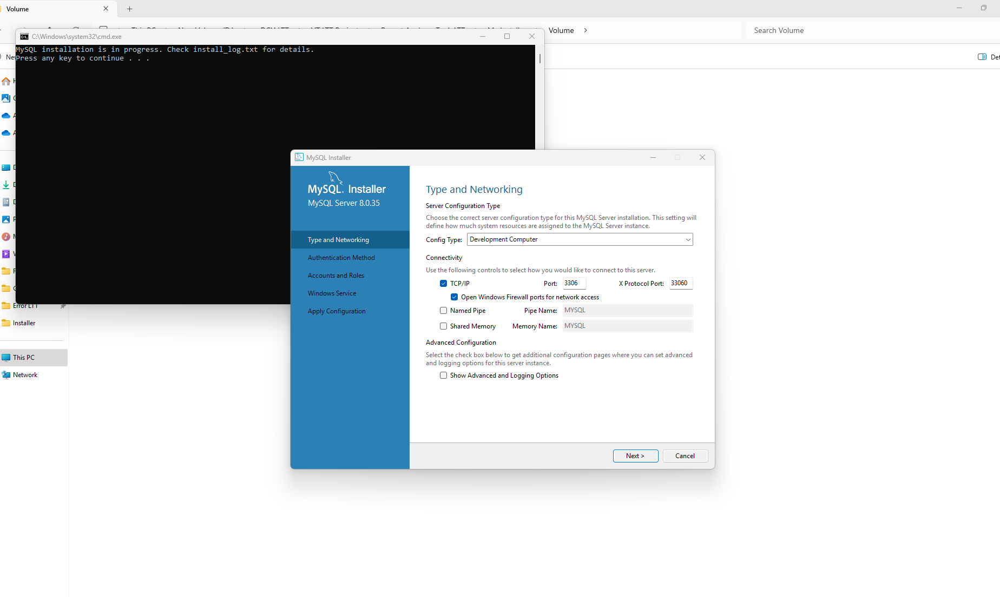 Volume
Volume
Search Volume
C:\Windows\system32\cmd.exe
MySQL installation is in progress. Check install_log.txt for details.
Press any key to continue . . .
Error LTT
Installer
This PC
Network
MySQL Installer
MySQL. Installer
MySQL Server 8.0.35
Type and Networking
Authentication Method
Accounts and Roles
Windows Service
Apply Configuration
Type and Networking
Server Configuration Type
Choose the correct server configuration type for this MySQL Server installation. This setting will
define how much system resources are assigned to the MySQL Server instance.
Config Type: Development Computer
Connectivity
Use the following controls to select how you would like to connect to this server.
TCP/IP Port: 3306 X Protocol Port: 33060
Open Windows Firewall ports for network access
Named Pipe Pipe Name: MYSQL
Shared Memory Memory Name: MYSQL
Advanced Configuration
Select the check box below to get additional configuration pages where you can set advanced
and logging options for this server instance.
Show Advanced and Logging Options
Next > Cancel